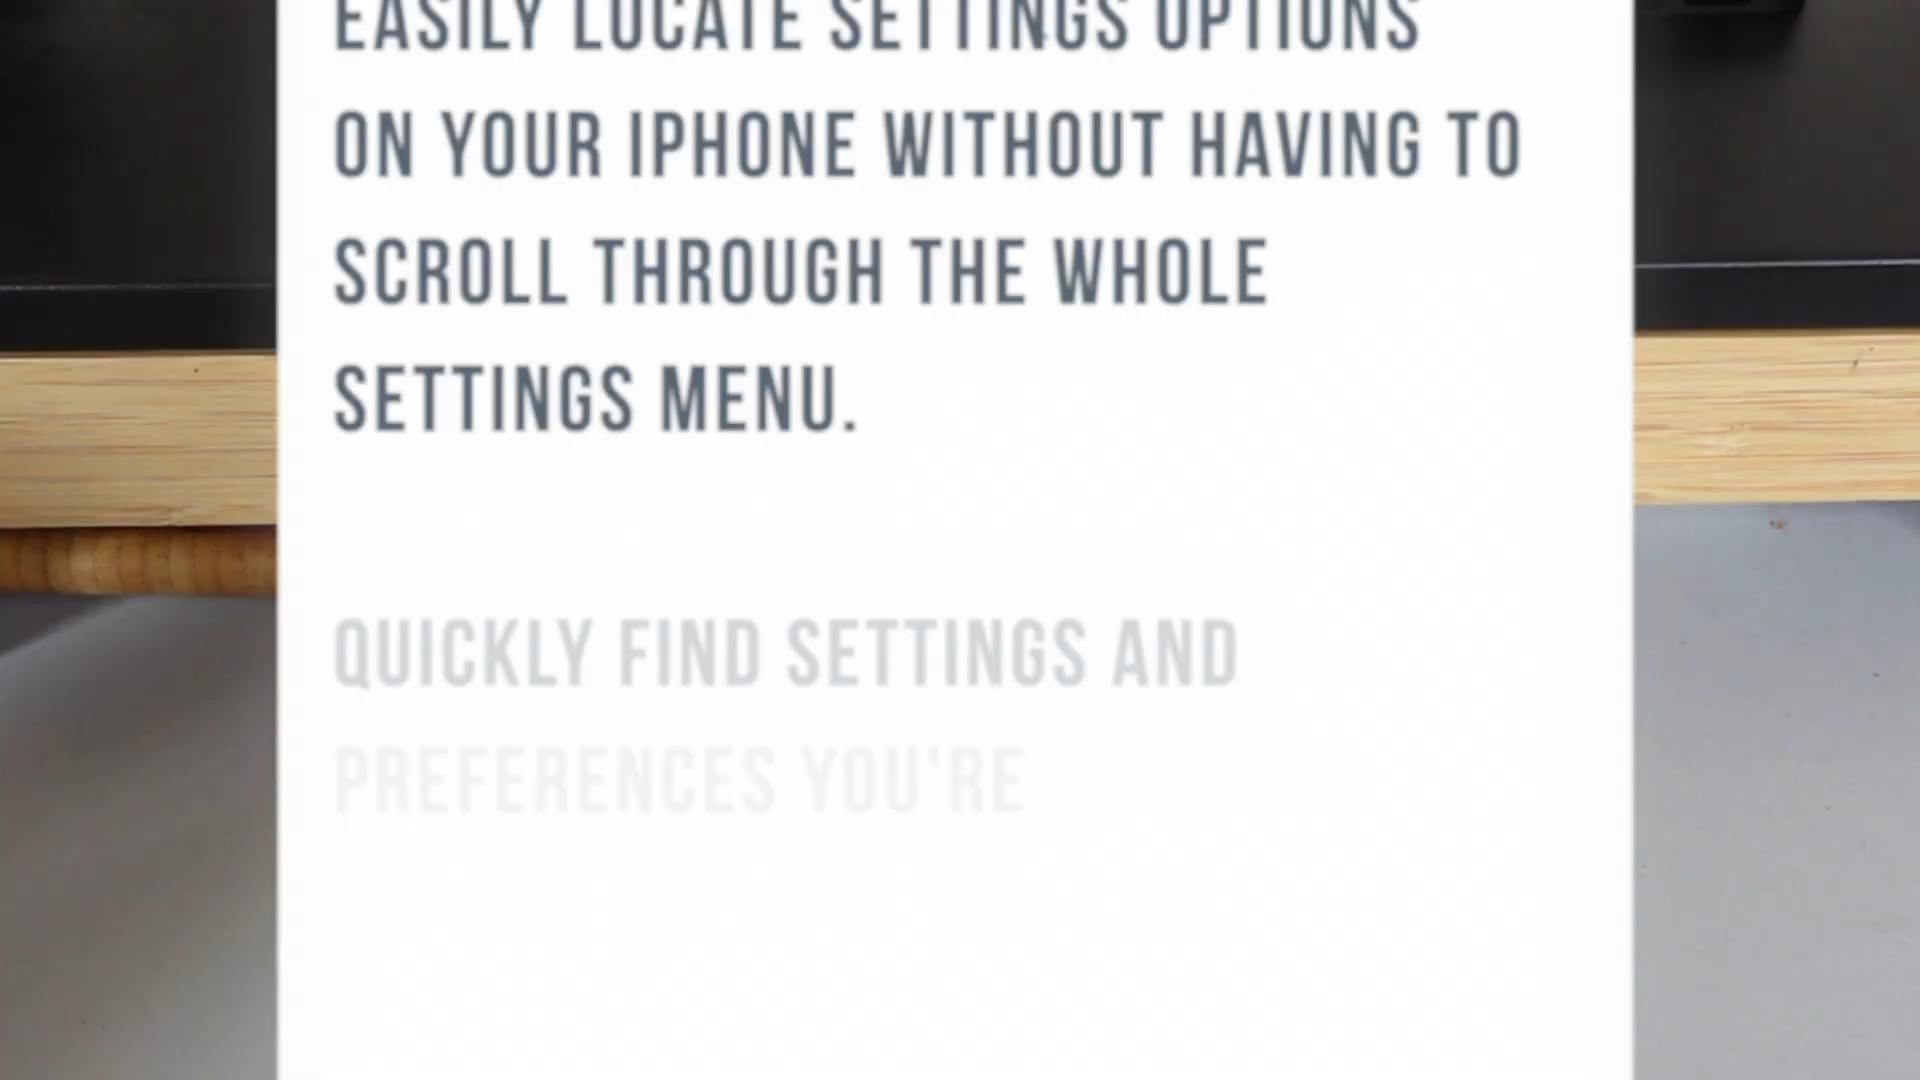 EASILY LOCATE SETTINGS OPTIONS
ON YOUR IPHONE WITHOUT HAVING TO
SCROLL THROUGH THE WHOLE
SETTINGS MENU.
QUICKLY FIND SETTINGS AND
PREFERENCES YOU'RE